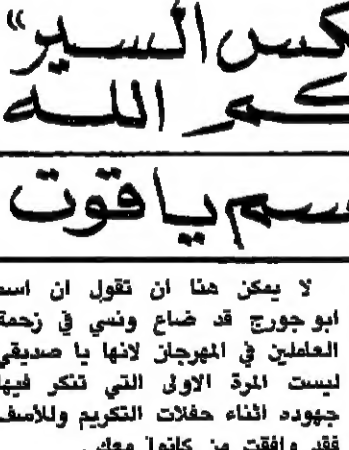 كس السير»
كم الله
سم ياقوت
لا يمكن هنا ان تقول ان اسم
ابو جورج قد ضاع ونسي في زحمة
العاملين في المهرجان لانها يا صديقي
ليست المرة الاولى التي تنكر فيها
جهوده اثناء حفلات التكريم وللأسف
فقد وافقت من كانوا معك